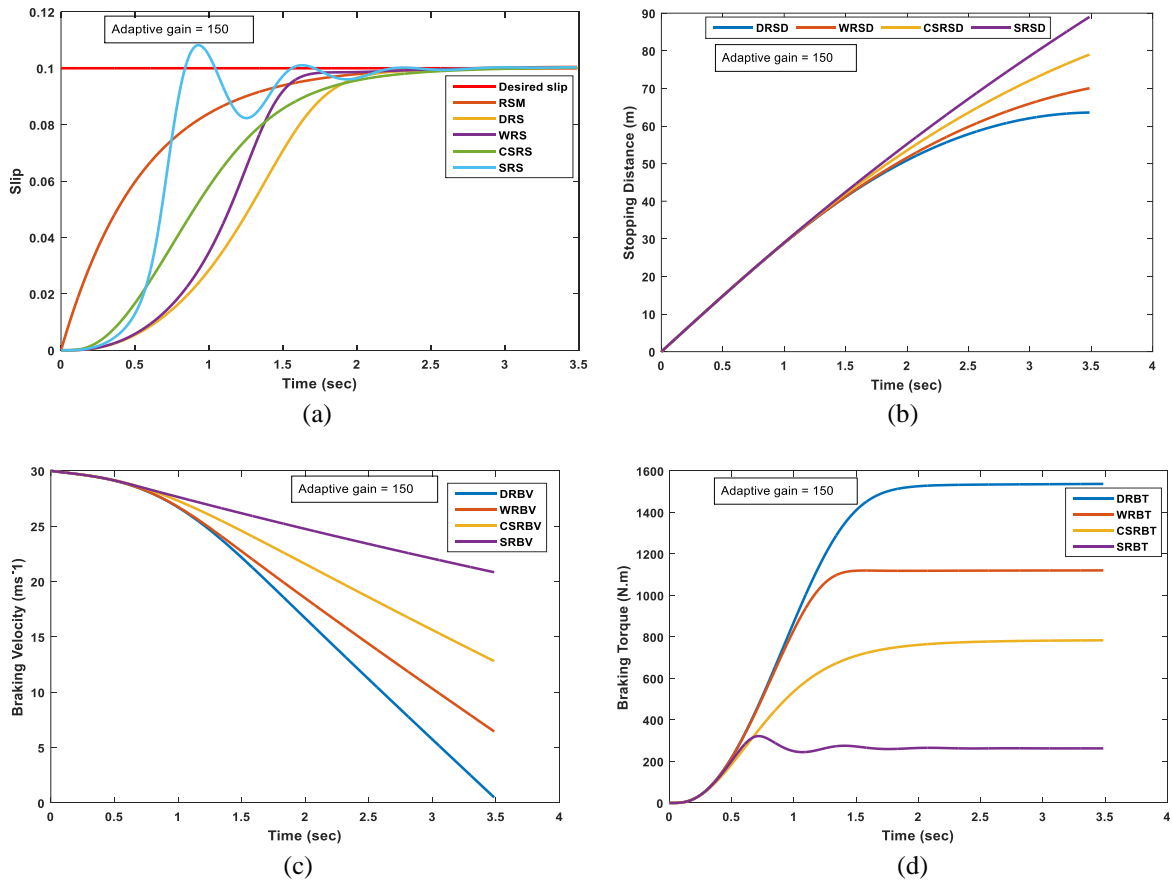 0.12
0.1
0.08
0.06
0.04
0.02
0
Slip
Adaptive gain = 150
Desired slip
RSM
DRS
WRS
CSRS
SRS
0 0.5 1 1.5 2 2.5 3 3.5
Time (sec)
(a)
90
80
70
60
50
40
30
20
10
0
Stopping Distance (m)
DRSD WRSD CSRSD SRSD
Adaptive gain = 150
0 0.5 1 1.5 2 2.5 3 3.5 4
Time (sec)
(b)
30
25
20
15
10
5
0
Braking Velocity (ms⁻¹)
Adaptive gain = 150
DRBV
WRBV
CSRBV
SRBV
0 0.5 1 1.5 2 2.5 3 3.5 4
Time (sec)
(c)
1600
1400
1200
1000
800
600
400
200
0
Braking Torque (N.m)
Adaptive gain = 150
DRBT
WRBT
CSRBT
SRBT
0 0.5 1 1.5 2 2.5 3 3.5 4
Time (sec)
(d)